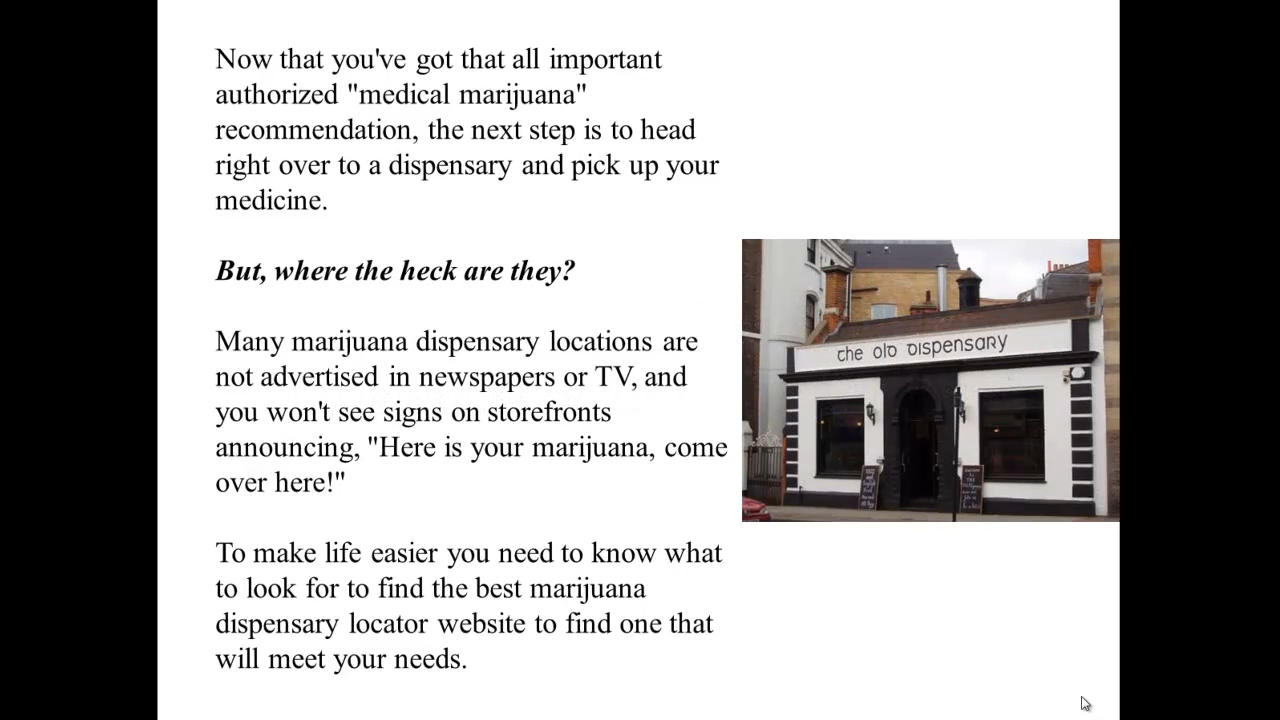 Now that you've got that all important
authorized "medical marijuana"
recommendation, the next step is to head
right over to a dispensary and pick up your
medicine.
But, where the heck are they?
Many marijuana dispensary locations are
not advertised in newspapers or TV, and
you won't see signs on storefronts
announcing, "Here is your marijuana, come
over here!"
To make life easier you need to know what
to look for to find the best marijuana
dispensary locator website to find one that
will meet your needs.
the old dispensary